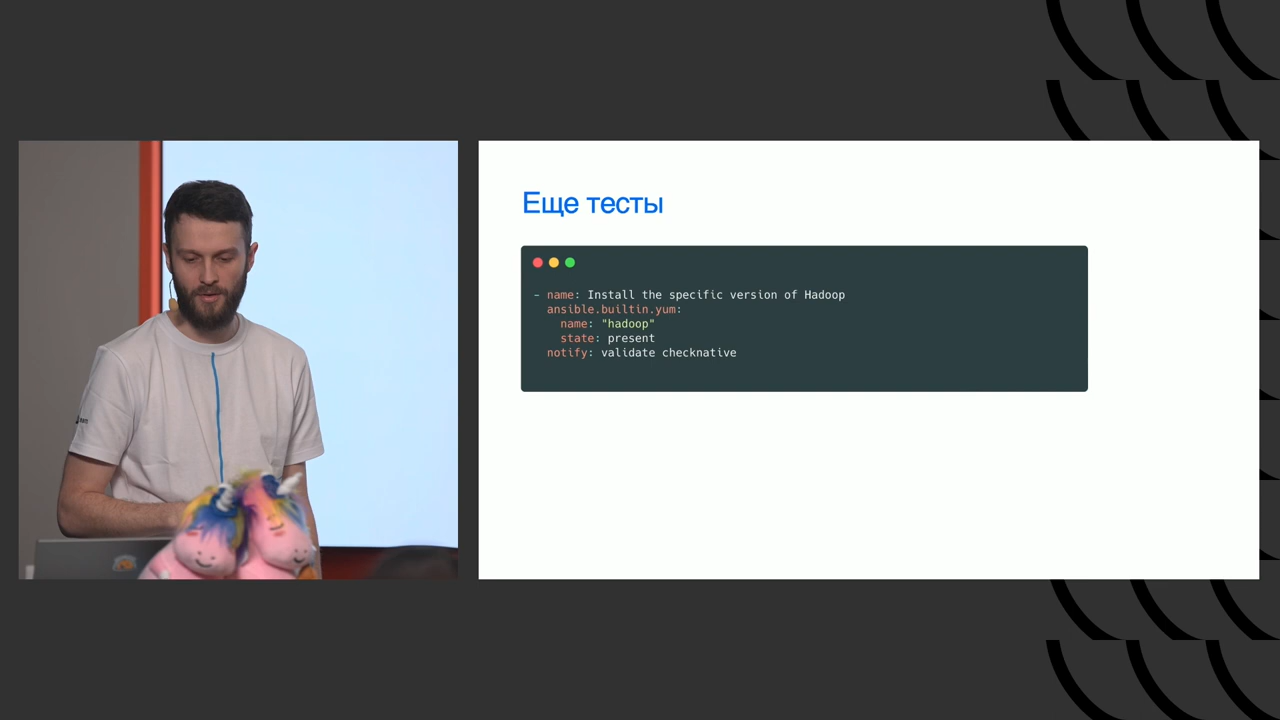 Еще тесты
- name: Install the specific version of Hadoop
  ansible.builtin.yum:
    name: "hadoop"
    state: present
  notify: validate checknative